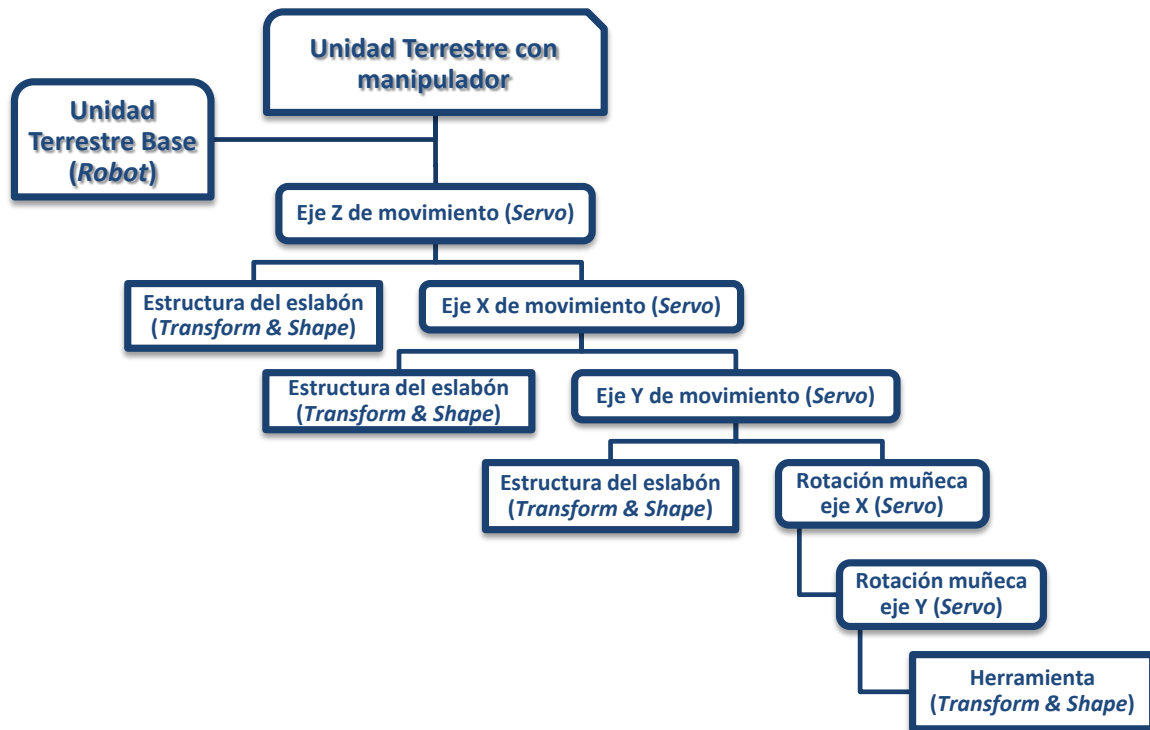 Unidad Terrestre con
manipulador
Unidad
Terrestre Base
(Robot)
Eje Z de movimiento (Servo)
Estructura del eslabón
(Transform & Shape)
Eje X de movimiento (Servo)
Estructura del eslabón
(Transform & Shape)
Eje Y de movimiento (Servo)
Estructura del eslabón
(Transform & Shape)
Rotación muñeca
eje X (Servo)
Rotación muñeca
eje Y (Servo)
Herramienta
(Transform & Shape)